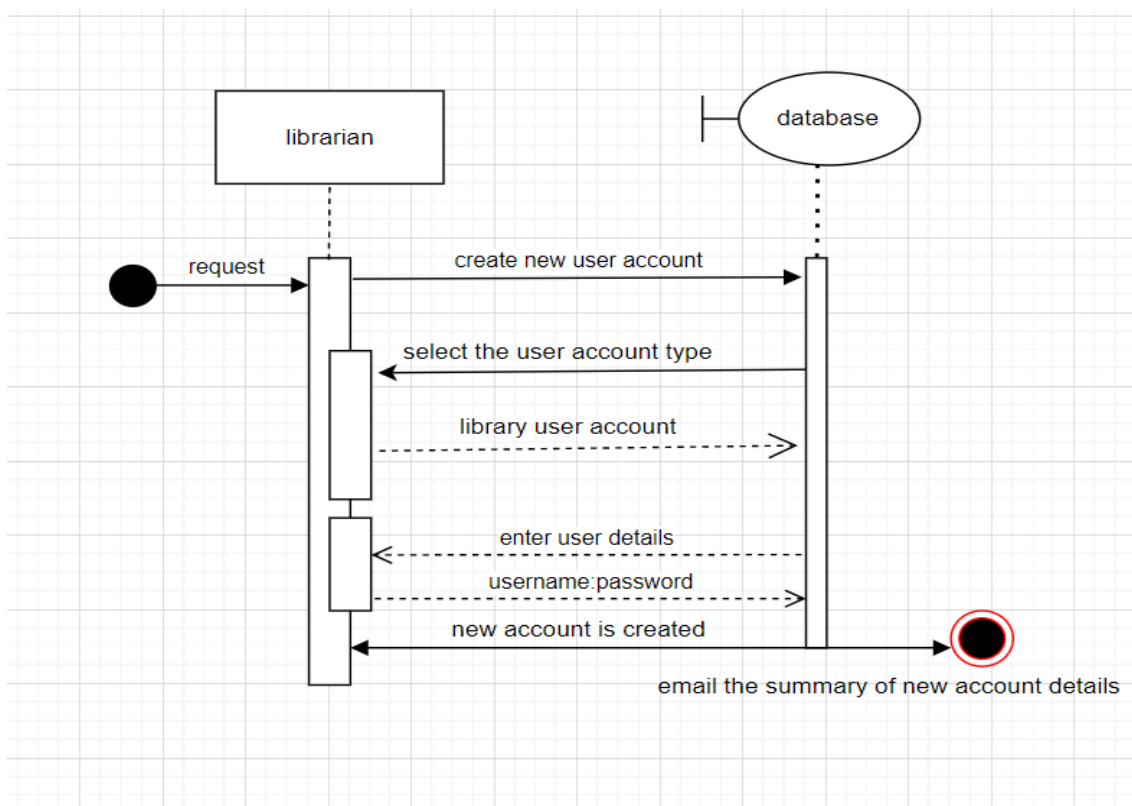 librarian
database
request
create new user account
select the user account type
library user account
enter user details
username:password
new account is created
email the summary of new account details